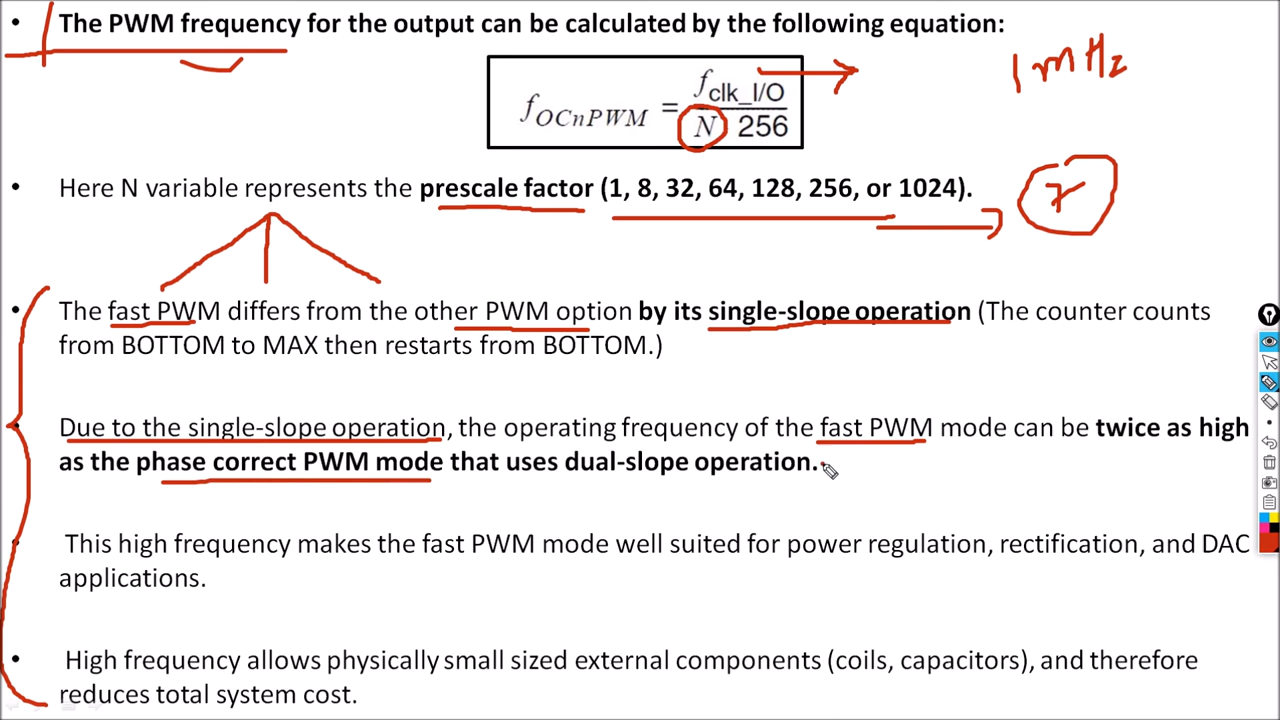 • The PWM frequency for the output can be calculated by the following equation:
1 MHz
f_OCnPWM = f_clk_I/O / N 256
• Here N variable represents the prescale factor (1, 8, 32, 64, 128, 256, or 1024).
• The fast PWM differs from the other PWM option by its single-slope operation (The counter counts
from BOTTOM to MAX then restarts from BOTTOM.)
• Due to the single-slope operation, the operating frequency of the fast PWM mode can be twice as high
as the phase correct PWM mode that uses dual-slope operation.
• This high frequency makes the fast PWM mode well suited for power regulation, rectification, and DAC
applications.
• High frequency allows physically small sized external components (coils, capacitors), and therefore
reduces total system cost.